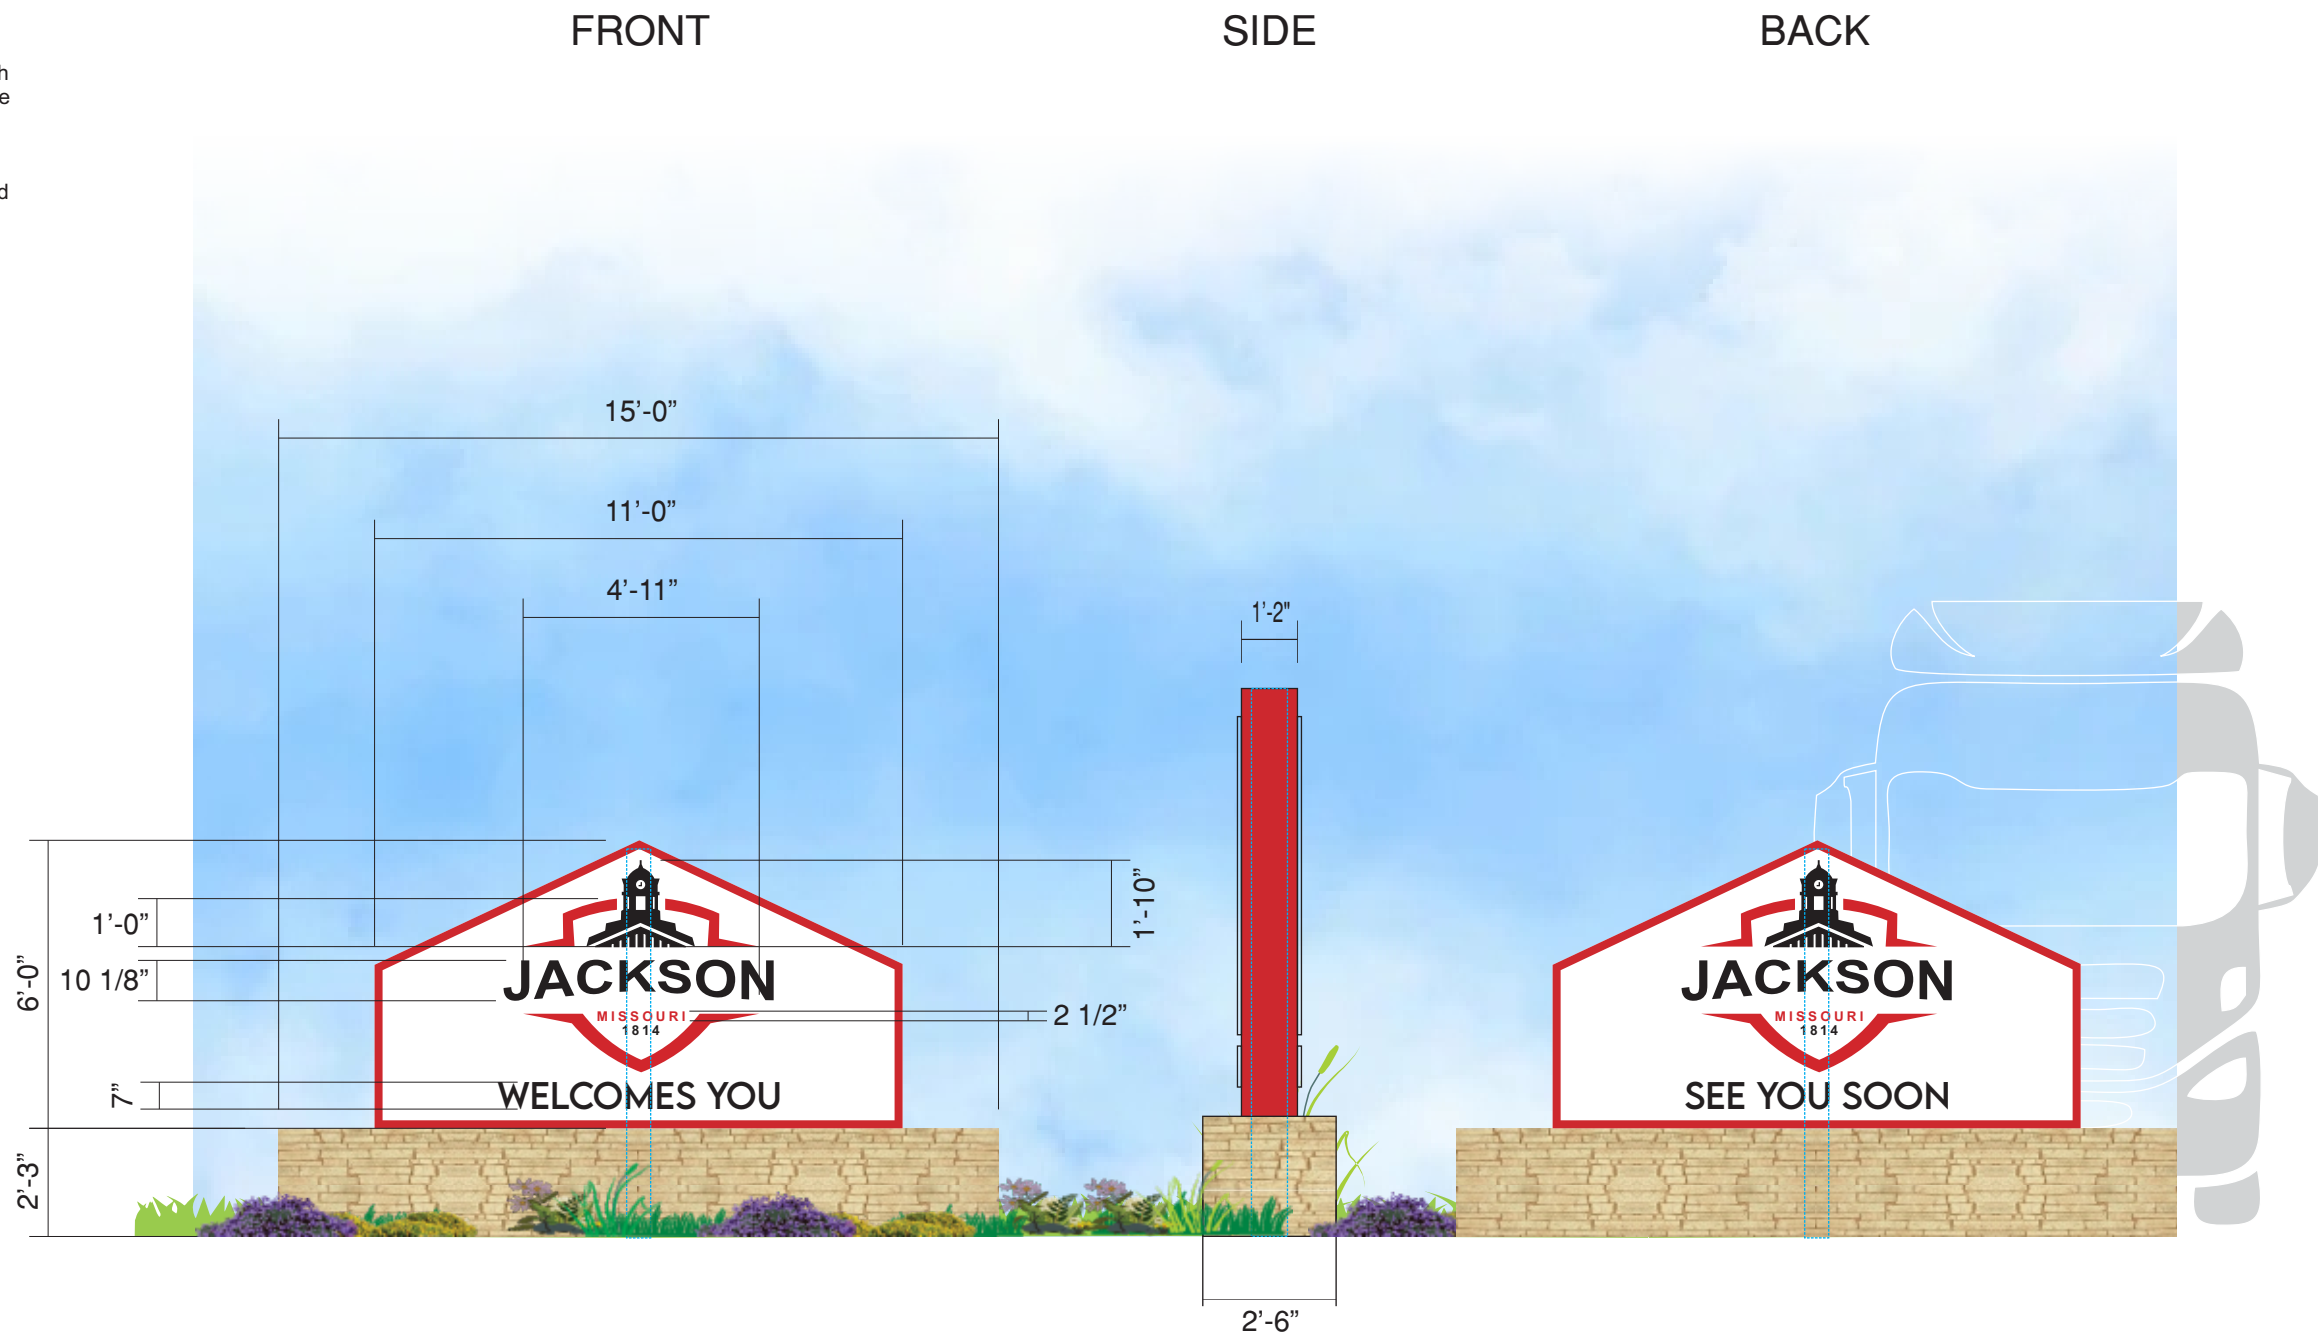 FRONT
SIDE
BACK
h
e
d
15’-0”
11’-0”
4’-11”
1’-2"
1’-0”
10 1/8”
6’-0”
7”
2’-3”
1’-10”
2 1/2”
JACKSON
MISSOURI
1814
WELCOMES YOU
2’-6”
JACKSON
MISSOURI
1814
SEE YOU SOON